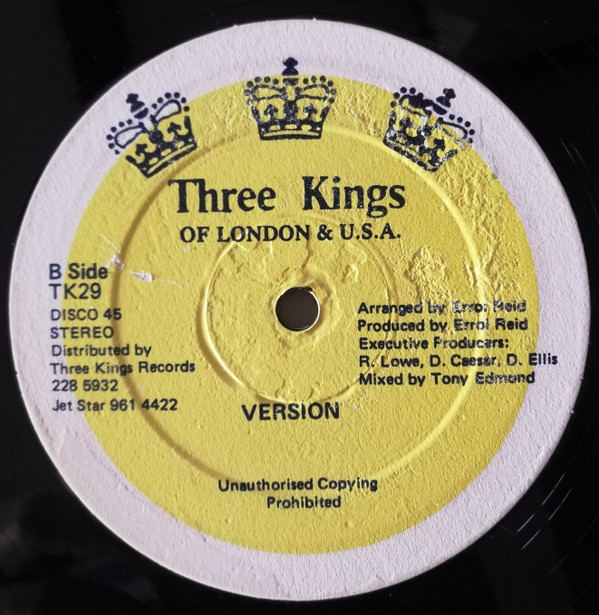 Three Kings
OF LONDON & U.S.A.
B Side
TK29
DISCO 45
STEREO
Distributed by
Three Kings Records
228 5932
Jet Star 961 4422
Arranged by Errol Reid
Produced by Errol Reid
Executive Producers:
R. Lowe, D. Caesar, D. Ellis
Mixed by Tony Edmond
VERSION
Unauthorised Copying
Prohibited